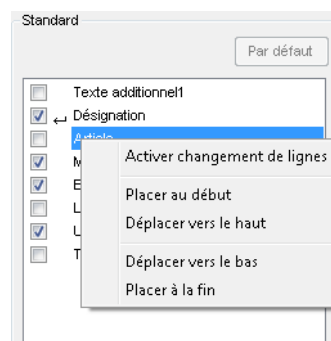 Standard
Par défaut
Texte additionnel1
Désignation
Article
M
Activer changement de lignes
E
Placer au début
L
Déplacer vers le haut
U
T
Déplacer vers le bas
Placer à la fin